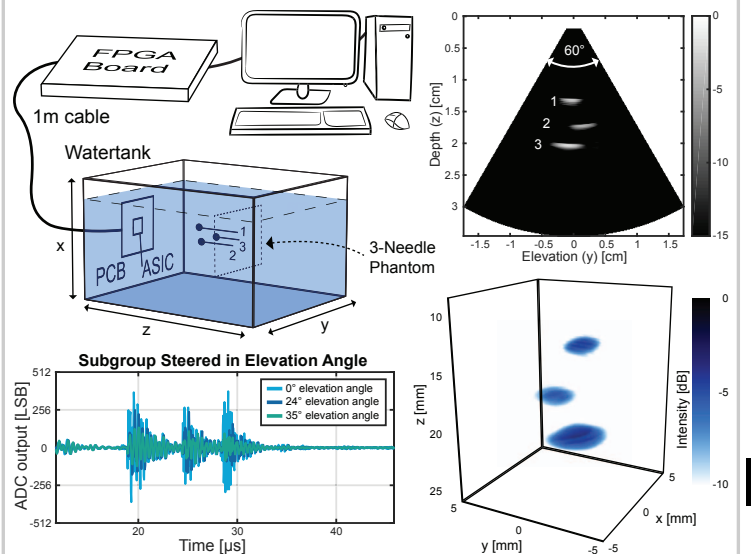 FPGA
Board
1m cable
Watertank
x
PCB
ASIC
1
3
2
3-Needle
Phantom
z
y
0
0.5
1
1.5
2
2.5
3
Depth (z) [cm]
60°
1
2
3
-1.5
-1
-0.5
0
0.5
1
1.5
Elevation (y) [cm]
0
-5
-10
-15
Subgroup Steered in Elevation Angle
512
256
0
-256
-512
ADC output [LSB]
0° elevation angle
24° elevation angle
35° elevation angle
20
30
40
Time [µs]
10
15
20
25
z [mm]
5
0
-5
y [mm]
-5
0
5
x [mm]
0
-5
-10
Intensity [dB]